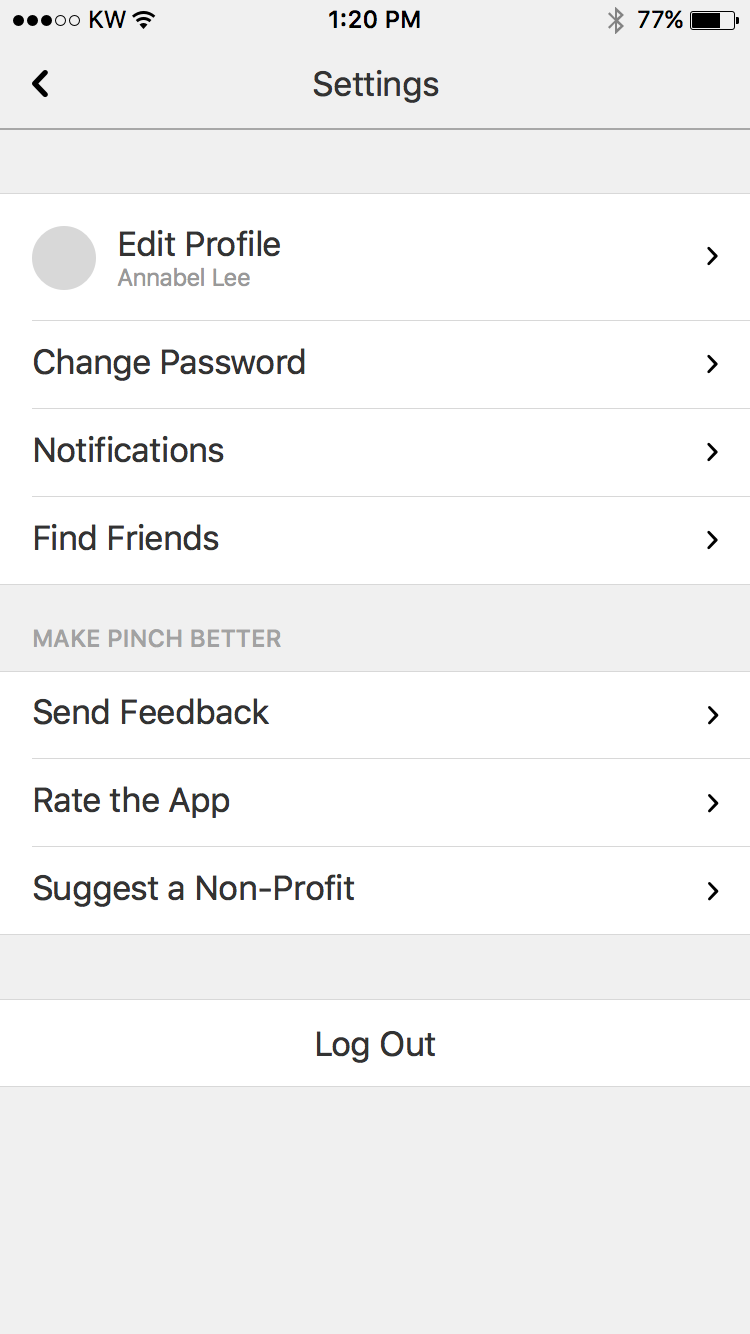 KW 1:20 PM 77%
Settings
Edit Profile
Annabel Lee
Change Password
Notifications
Find Friends
MAKE PINCH BETTER
Send Feedback
Rate the App
Suggest a Non-Profit
Log Out